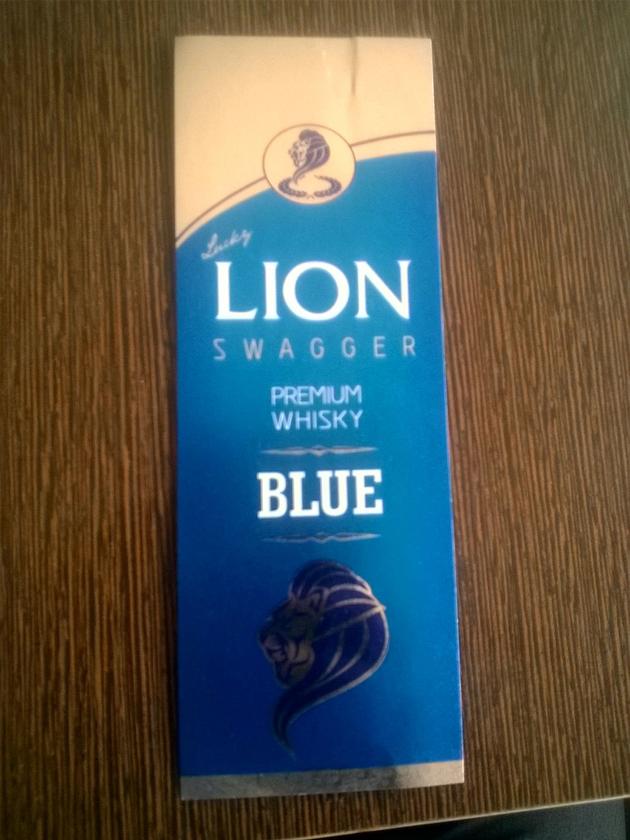 Lucky
LION
SWAGGER
PREMIUM
WHISKY
BLUE